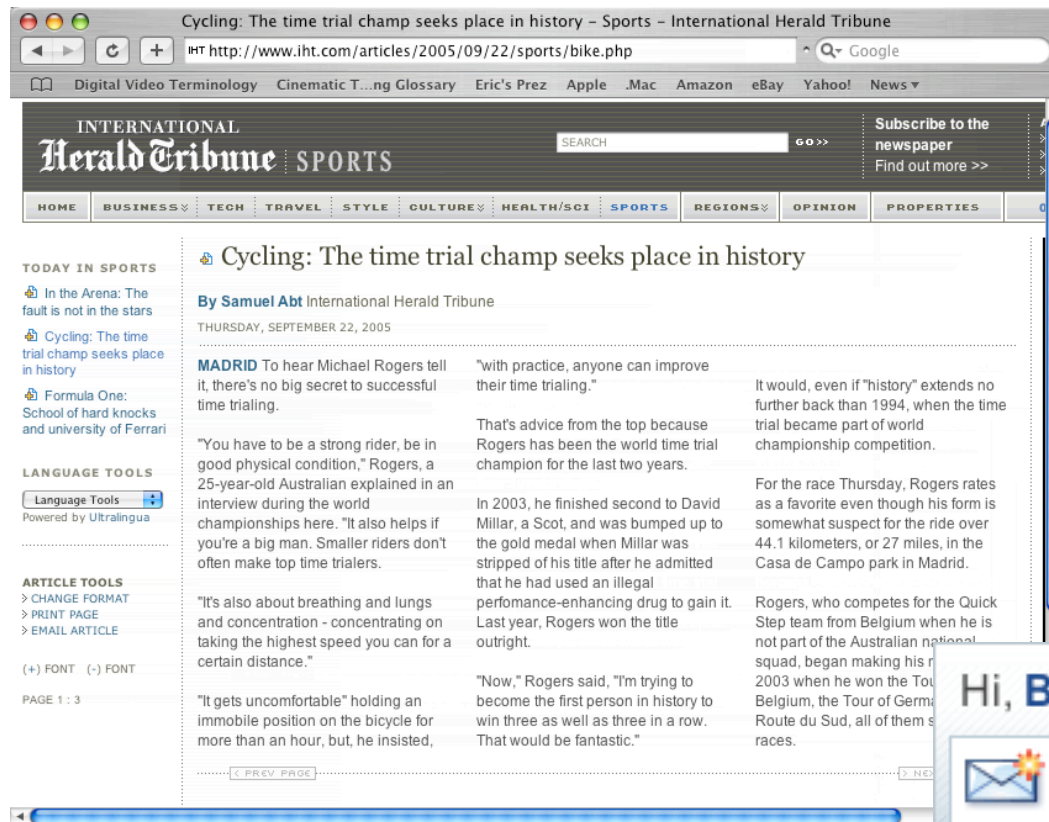 Cycling: The time trial champ seeks place in history – Sports – International Herald Tribune
IHT http://www.iht.com/articles/2005/09/22/sports/bike.php
Google
Digital Video Terminology Cinematic T...ng Glossary Eric's Prez Apple .Mac Amazon eBay Yahoo! News
INTERNATIONAL
Herald Tribune SPORTS
SEARCH
GO >>
Subscribe to the
newspaper
Find out more >>
HOME BUSINESS TECH TRAVEL STYLE CULTURE HEALTH/SCI SPORTS REGIONS OPINION PROPERTIES
TODAY IN SPORTS
In the Arena: The
fault is not in the stars
Cycling: The time
trial champ seeks place
in history
Formula One:
School of hard knocks
and university of Ferrari
LANGUAGE TOOLS
Language Tools
Powered by Ultralingua
ARTICLE TOOLS
> CHANGE FORMAT
> PRINT PAGE
> EMAIL ARTICLE
(+) FONT (-) FONT
PAGE 1 : 3
Cycling: The time trial champ seeks place in history
By Samuel Abt International Herald Tribune
THURSDAY, SEPTEMBER 22, 2005
MADRID To hear Michael Rogers tell
it, there's no big secret to successful
time trialing.
"You have to be a strong rider, be in
good physical condition," Rogers, a
25-year-old Australian explained in an
interview during the world
championships here. "It also helps if
you're a big man. Smaller riders don't
often make top time trialers.
"It's also about breathing and lungs
and concentration - concentrating on
taking the highest speed you can for a
certain distance."
"It gets uncomfortable" holding an
immobile position on the bicycle for
more than an hour, but, he insisted,
"with practice, anyone can improve
their time trialing."
That's advice from the top because
Rogers has been the world time trial
champion for the last two years.
In 2003, he finished second to David
Millar, a Scot, and was bumped up to
the gold medal when Millar was
stripped of his title after he admitted
that he had used an illegal
perfomance-enhancing drug to gain it.
Last year, Rogers won the title
outright.
"Now," Rogers said, "I'm trying to
become the first person in history to
win three as well as three in a row.
That would be fantastic."
It would, even if "history" extends no
further back than 1994, when the time
trial became part of world
championship competition.
For the race Thursday, Rogers rates
as a favorite even though his form is
somewhat suspect for the ride over
44.1 kilometers, or 27 miles, in the
Casa de Campo park in Madrid.
Rogers, who competes for the Quick
Step team from Belgium when he is
not part of the Australian national
squad, began making his
2003 when he won the
Belgium, the Tour of
Route du Sud, all of them
races.
< PREV PAGE
Hi,